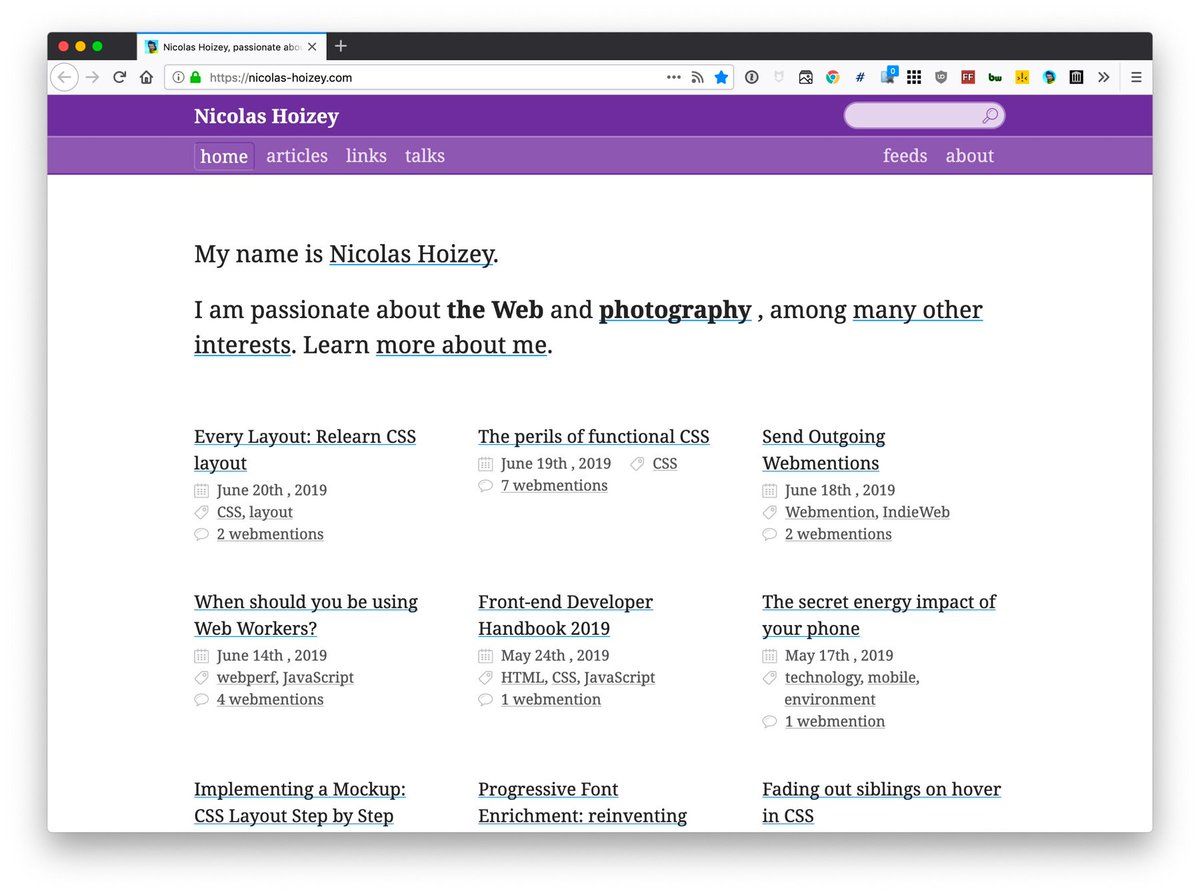 Nicolas Hoizey, passionate abou
https://nicolas-hoizey.com
0
FF
bw
Nicolas Hoizey
home articles links talks feeds about
My name is Nicolas Hoizey.
I am passionate about the Web and photography , among many other
interests. Learn more about me.
Every Layout: Relearn CSS
layout
June 20th , 2019
CSS, layout
2 webmentions
The perils of functional CSS
June 19th , 2019 CSS
7 webmentions
Send Outgoing
Webmentions
June 18th , 2019
Webmention, IndieWeb
2 webmentions
When should you be using
Web Workers?
June 14th , 2019
webperf, JavaScript
4 webmentions
Front-end Developer
Handbook 2019
May 24th , 2019
HTML, CSS, JavaScript
1 webmention
The secret energy impact of
your phone
May 17th , 2019
technology, mobile,
environment
1 webmention
Implementing a Mockup:
CSS Layout Step by Step
Progressive Font
Enrichment: reinventing
Fading out siblings on hover
in CSS